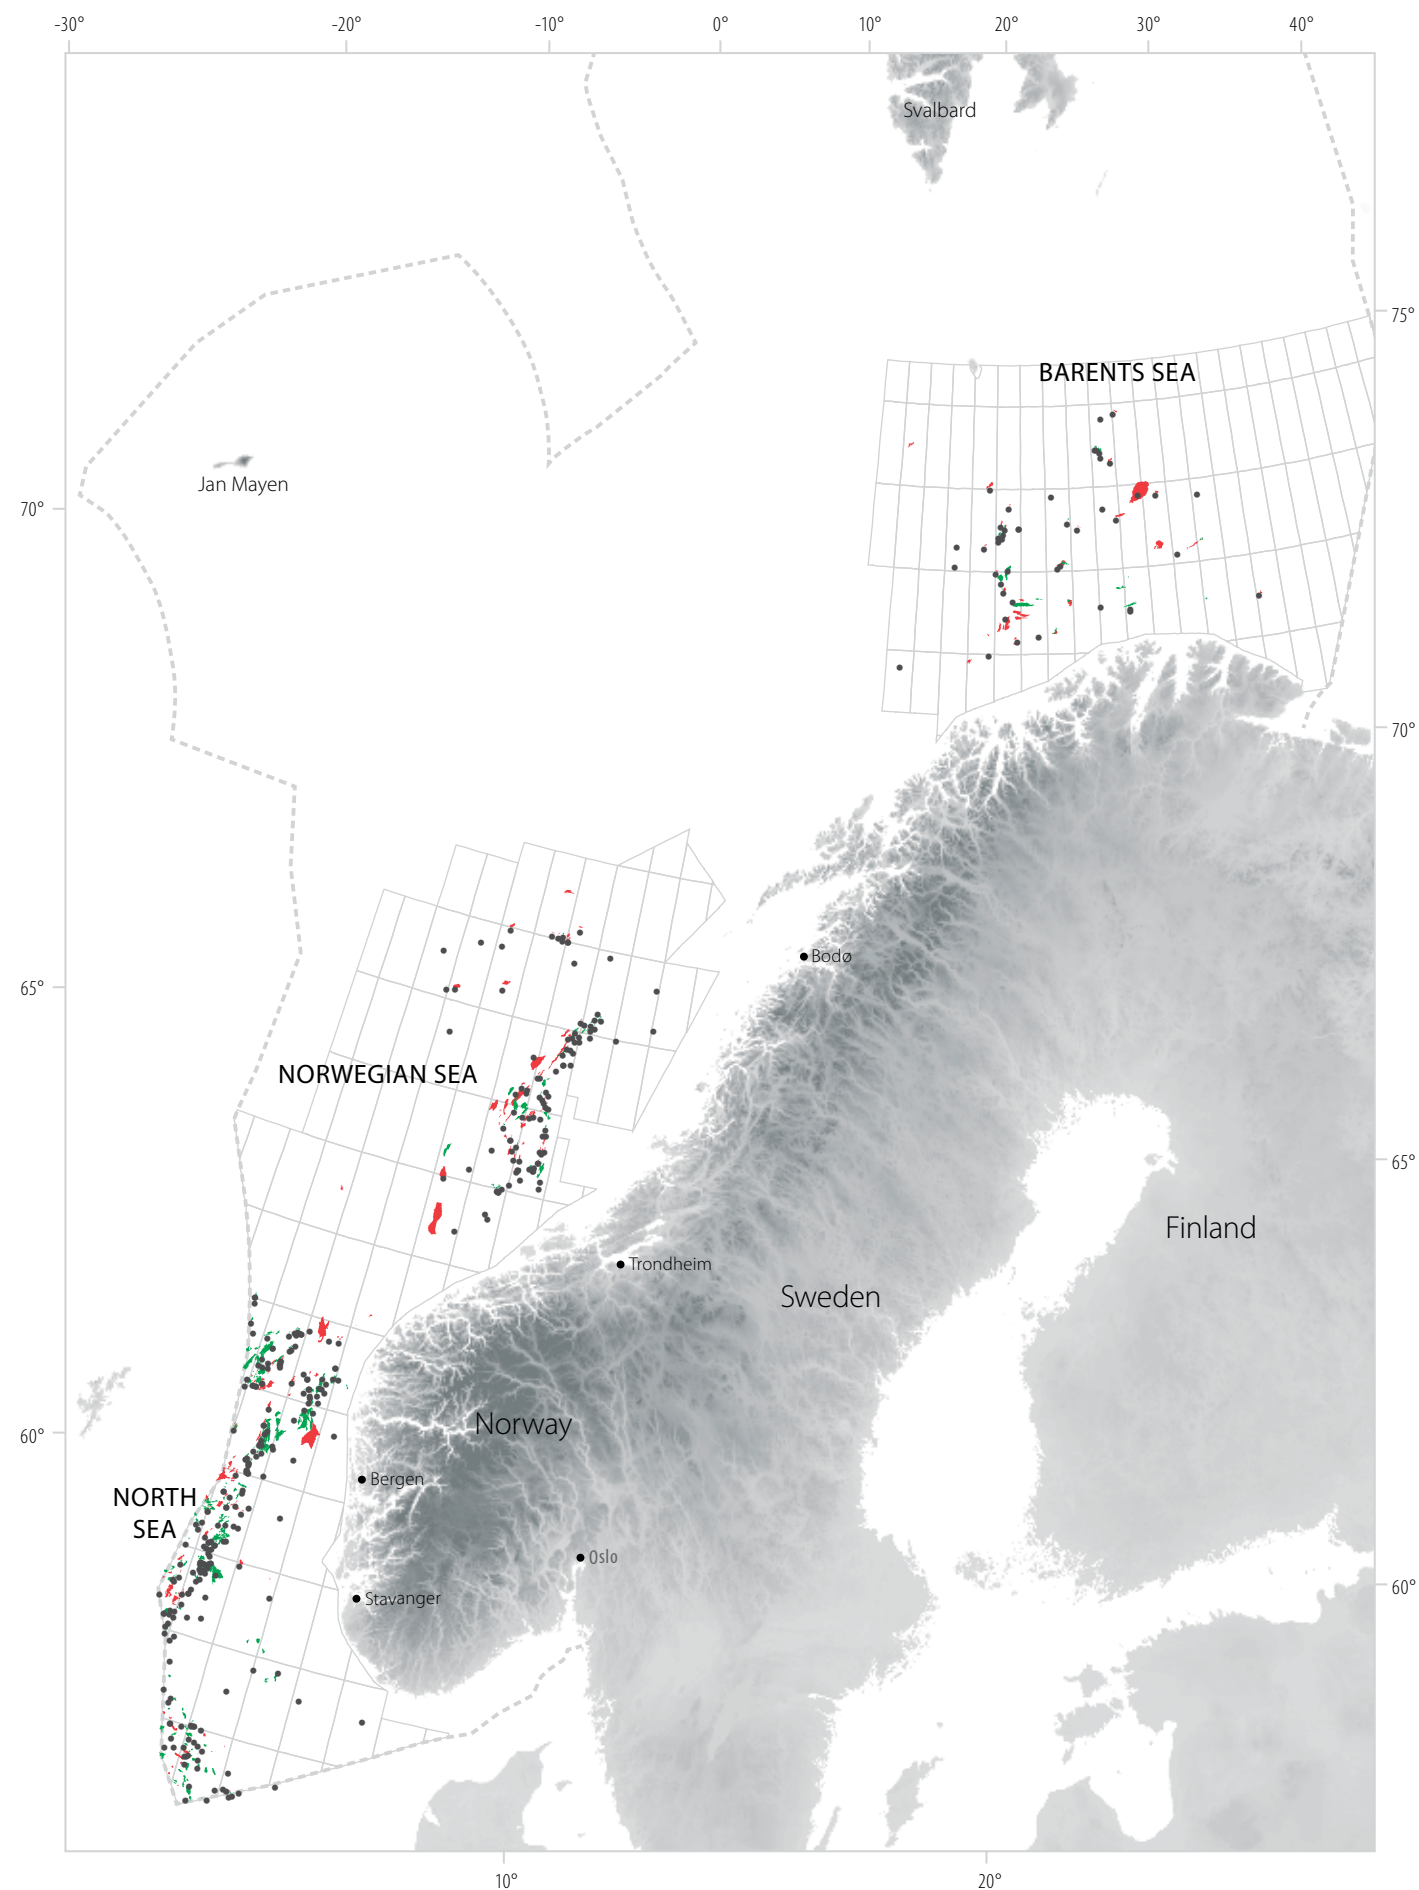 -30°
-20°
-10°
0°
10°
20°
30°
40°
Svalbard
75°
BARENTS SEA
Jan Mayen
70°
70°
Bodø
65°
NORWEGIAN SEA
65°
Finland
Trondheim
Sweden
Norway
60°
Bergen
NORTH
SEA
Oslo
60°
Stavanger
10°
20°